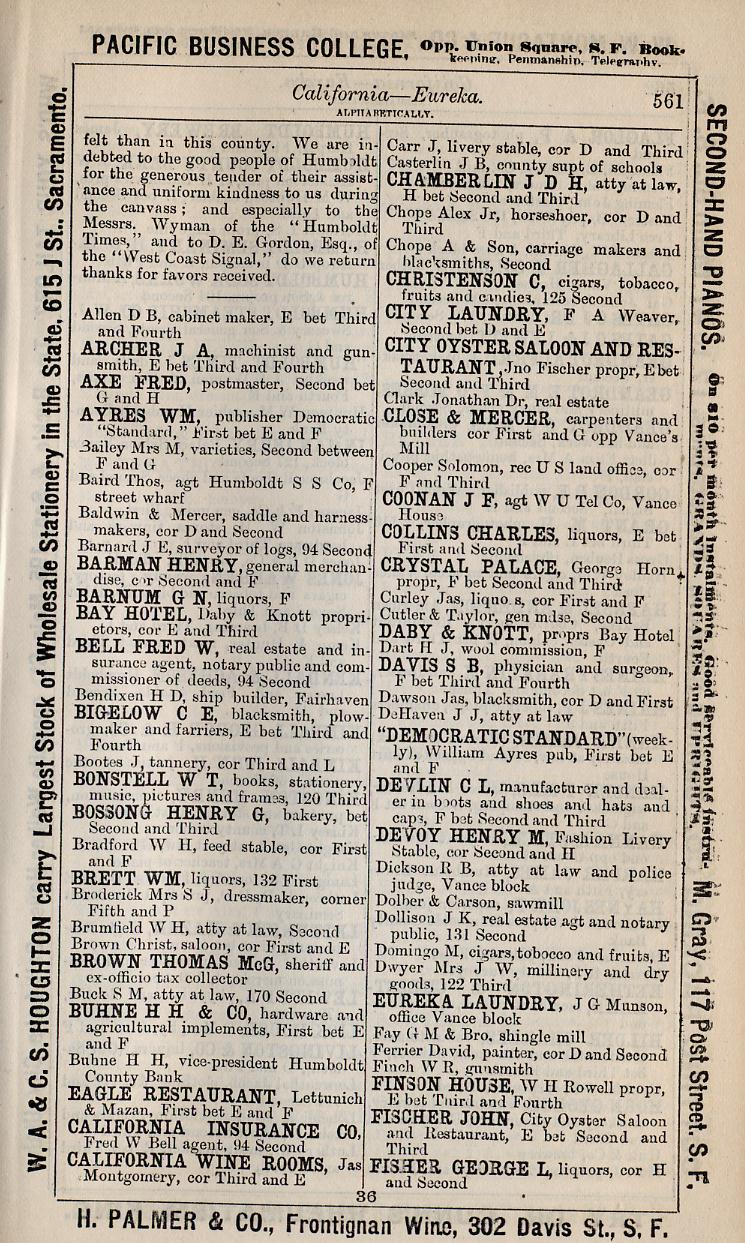 PACIFIC BUSINESS COLLEGE, Opp. Union Square, S. F. Book-
keeping, Penmanship, Telegraphy.
California—Eureka.
561
ALPHABETICALLY.
felt than in this county. We are in-
debted to the good people of Humboldt
for the generous tender of their assist-
ance and uniform kindness to us during
the canvass; and especially to the
Messrs. Wyman of the "Humboldt
Times," and to D. E. Gordon, Esq., of
the "West Coast Signal," do we return
thanks for favors received.
Allen D B, cabinet maker, E bet Third
and Fourth
ARCHER J A, machinist and gun-
smith, E bet Third and Fourth
AXE FRED, postmaster, Second bet
G and H
AYRES WM, publisher Democratic
"Standard," First bet E and F
Bailey Mrs M, varieties, Second between
F and G
Baird Thos, agt Humboldt S S Co, F
street wharf
Baldwin & Mercer, saddle and harness-
makers, cor D and Second
Barnard J E, surveyor of logs, 94 Second
BARMAN HENRY, general merchan-
dise, cor Second and F
BARNUM G N, liquors, F
BAY HOTEL, Daby & Knott propri-
etors, cor E and Third
BELL FRED W, real estate and in-
surance agent, notary public and com-
missioner of deeds, 94 Second
Bendixen H D, ship builder, Fairhaven
BIGELOW C E, blacksmith, plow-
maker and farriers, E bet Third and
Fourth
Bootes J, tannery, cor Third and L
BONSTELL W T, books, stationery,
music, pictures and frames, 120 Third
BOSSONG HENRY G, bakery, bet
Second and Third
Bradford W H, feed stable, cor First
and F
BRETT WM, liquors, 132 First
Broderick Mrs S J, dressmaker, corner
Fifth and P
Brumfield W H, atty at law, Second
Brown Christ, saloon, cor First and E
BROWN THOMAS McG, sheriff and
ex-officio tax collector
Buck S M, atty at law, 170 Second
BUHNE H H & CO, hardware and
agricultural implements, First bet E
and F
Buhne H H, vice-president Humboldt
County Bank
EAGLE RESTAURANT, Lettunich
& Mazan, First bet E and F
CALIFORNIA INSURANCE CO,
Fred W Bell agent, 94 Second
CALIFORNIA WINE ROOMS, Jas
Montgomery, cor Third and E
Carr J, livery stable, cor D and Third
Casterlin J B, county supt of schools
CHAMBERLIN J D H, atty at law,
H bet Second and Third
Chope Alex Jr, horseshoer, cor D and
Third
Chope A & Son, carriage makers and
blacksmiths, Second
CHRISTENSON C, cigars, tobacco,
fruits and candies, 125 Second
CITY LAUNDRY, F A Weaver,
Second bet D and E
CITY OYSTER SALOON AND RES-
TAURANT, Jno Fischer propr, E bet
Second and Third
Clark Jonathan Dr, real estate
CLOSE & MERCER, carpenters and
builders cor First and G opp Vance's
Mill
Cooper Solomon, rec U S land office, cor
F and Third
COONAN J F, agt W U Tel Co, Vance
House
COLLINS CHARLES, liquors, E bet
First and Second
CRYSTAL PALACE, George Horn,
propr, F bet Second and Third
Curley Jas, liquors, cor First and F
Cutler & Taylor, gen mdse, Second
DABY & KNOTT, proprs Bay Hotel
Dart H J, wool commission, F
DAVIS S B, physician and surgeon,
F bet Third and Fourth
Dawson Jas, blacksmith, cor D and First
DeHaven J J, atty at law
"DEMOCRATIC STANDARD" (week-
ly), William Ayres pub, First bet E
and F
DEVLIN C L, manufacturer and deal-
er in boots and shoes and hats and
caps, F bet Second and Third
DEVOY HENRY M, Fashion Livery
Stable, cor Second and H
Dickson R B, atty at law and police
judge, Vance block
Dolber & Carson, sawmill
Dollison J K, real estate agt and notary
public, 131 Second
Domingo M, cigars, tobacco and fruits, E
Dwyer Mrs J W, millinery and dry
goods, 122 Third
EUREKA LAUNDRY, J G Munson,
office Vance block
Fay G M & Bro, shingle mill
Ferrier David, painter, cor D and Second
Finch W R, gunsmith
FINSON HOUSE, W H Rowell propr,
E bet Third and Fourth
FISCHER JOHN, City Oyster Saloon
and Restaurant, E bet Second and
Third
FISHER GEORGE L, liquors, cor H
and Second
36
W. A. & C. S. HOUGHTON carry Largest Stock of Wholesale Stationery in the State, 615 J St., Sacramento.
SECOND-HAND PIANOS. On $10 per month instalments. Good serviceable instru-
ments, GRANDS, SQUARES and UPRIGHTS. M. Gray, 117 Post Street, S. F.
H. PALMER & CO., Frontignan Wine, 302 Davis St., S. F.